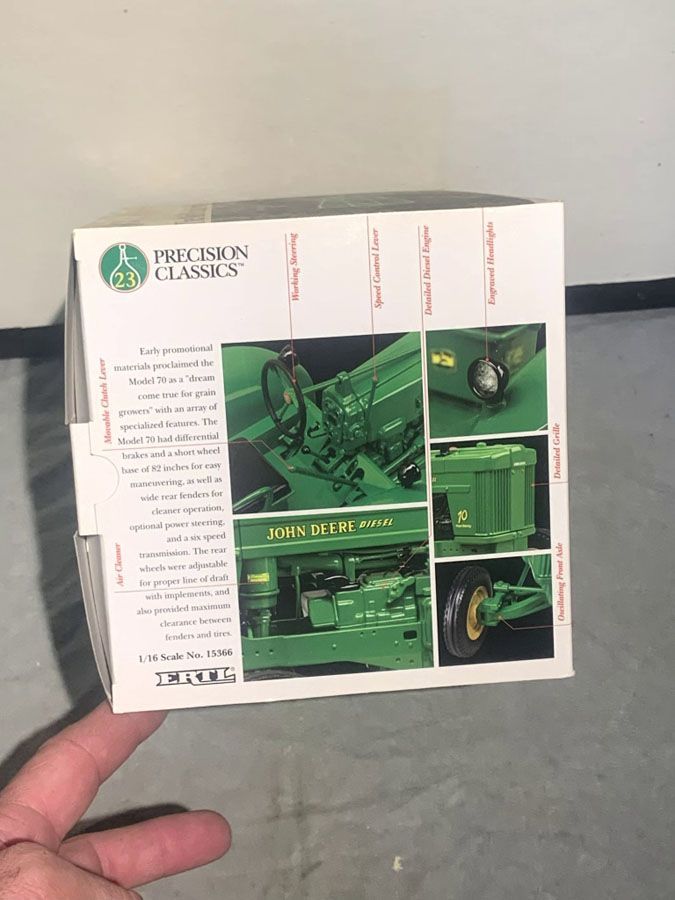 23
PRECISION
CLASSICS™
Working Steering
Speed Control Lever
Detailed Diesel Engine
Engraved Headlights
Movable Clutch Lever
Early promotional
materials proclaimed the
Model 70 as a "dream
come true for grain
growers" with an array of
specialized features. The
Model 70 had differential
brakes and a short wheel
base of 82 inches for easy
maneuvering, as well as
wide rear fenders for
cleaner operation,
optional power steering,
and a six speed
transmission. The rear
wheels were adjustable
for proper line of draft
with implements, and
also provided maximum
clearance between
fenders and tires.
Air Cleaner
JOHN DEERE DIESEL
70
Detailed Grille
Oscillating Front Axle
1/16 Scale No. 15366
ERTL®